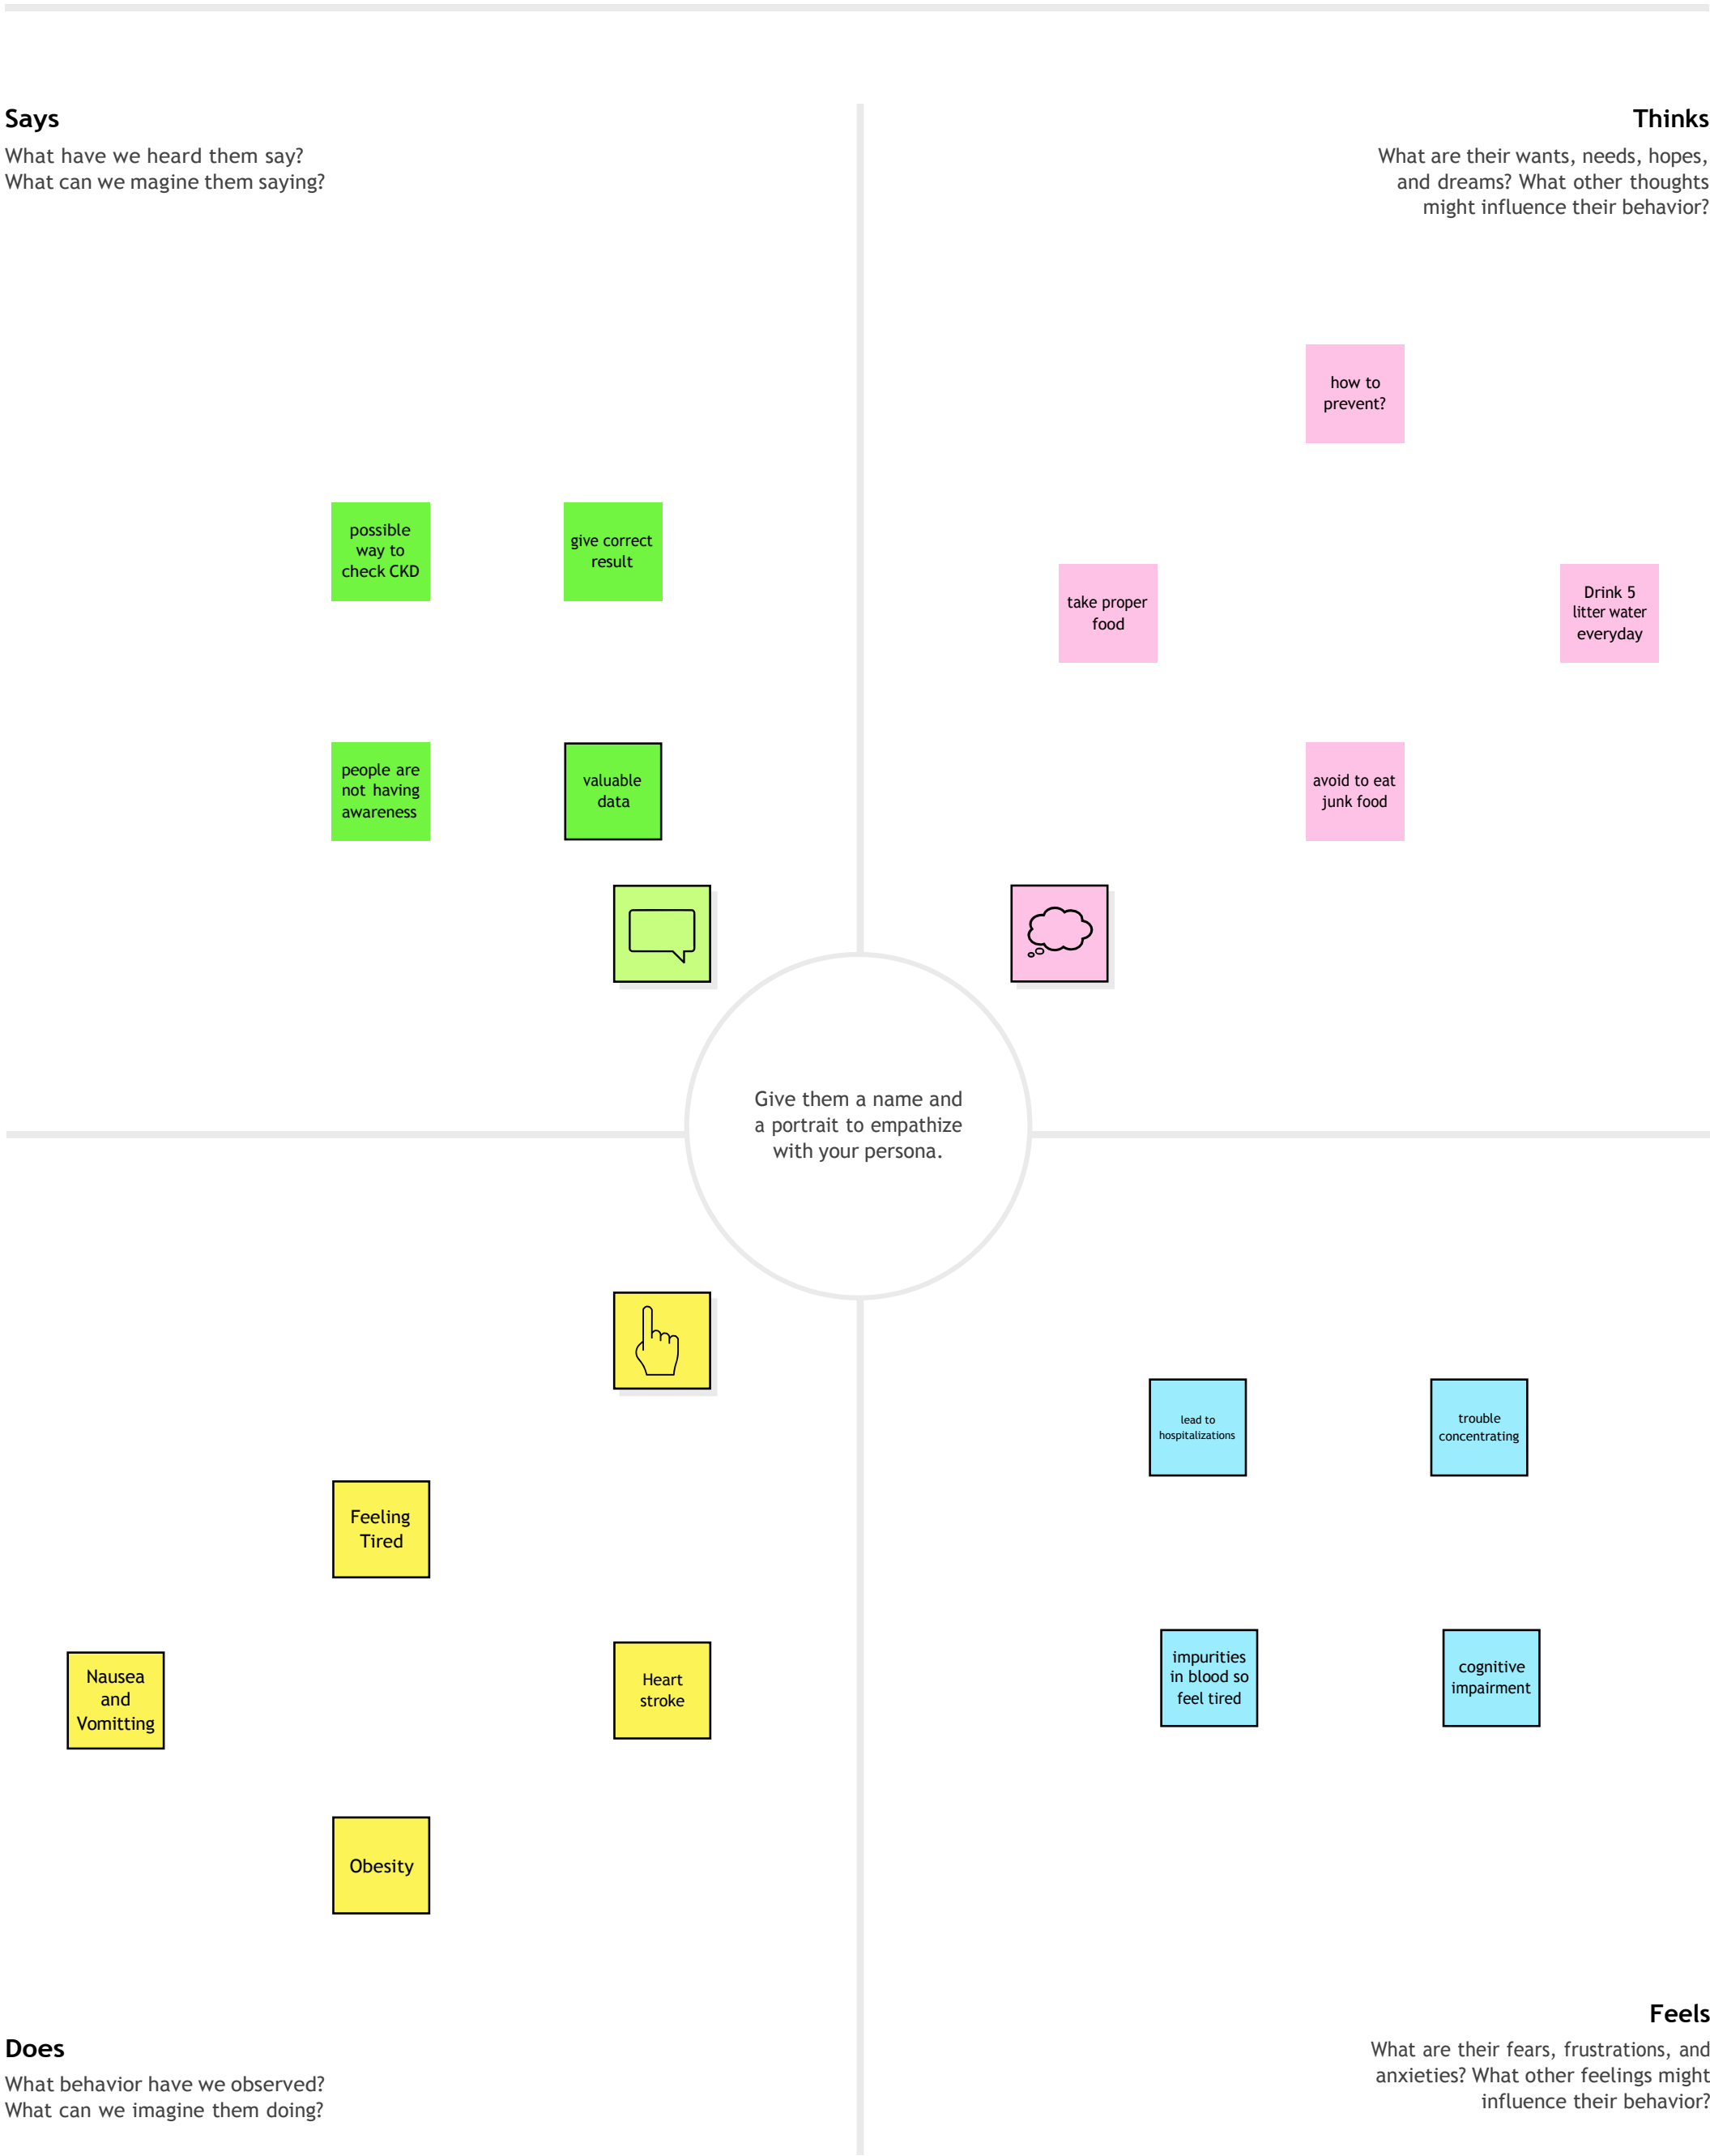 Says
What have we heard them say?
What can we magine them saying?
Thinks
What are their wants, needs, hopes,
and dreams? What other thoughts
might influence their behavior?
how to
prevent?
possible
way to
check CKD
give correct
result
take proper
food
Drink 5
litter water
everyday
people are
not having
awareness
valuable
data
avoid to eat
junk food
Give them a name and
a portrait to empathize
with your persona.
lead to
hospitalizations
trouble
concentrating
Feeling
Tired
Nausea
and
Vomitting
Heart
stroke
impurities
in blood so
feel tired
cognitive
impairment
Obesity
Does
What behavior have we observed?
What can we imagine them doing?
Feels
What are their fears, frustrations, and
anxieties? What other feelings might
influence their behavior?